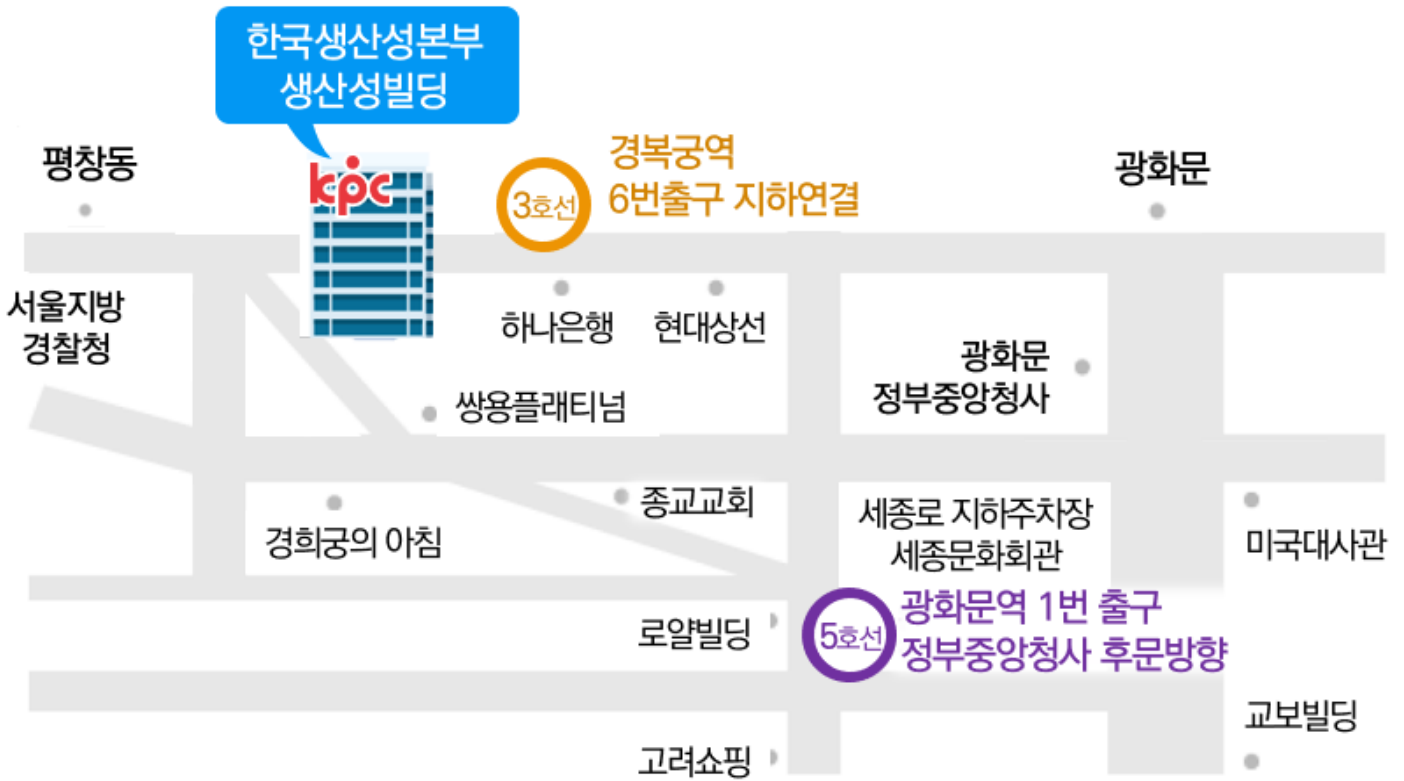 한국생산성본부
생산성빌딩
평창동
kpc
3호선
경복궁역
6번출구 지하연결
광화문
서울지방
경찰청
하나은행
현대상선
광화문
정부중앙청사
쌍용플래티넘
종교교회
세종로 지하주차장
세종문화회관
경희궁의 아침
미국대사관
로얄빌딩
5호선
광화문역 1번 출구
정부중앙청사 후문방향
교보빌딩
고려쇼핑